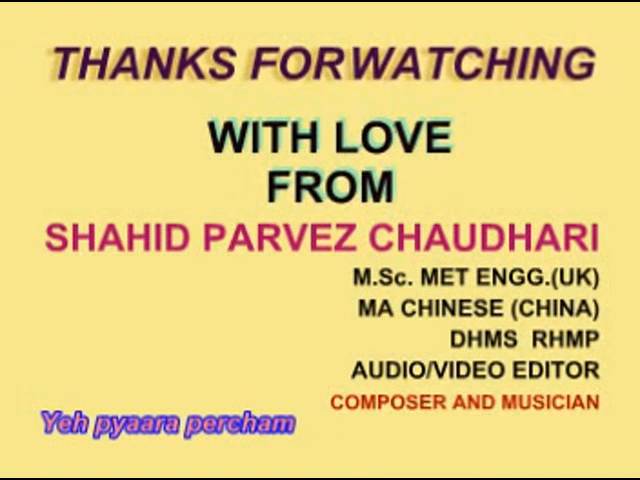 THANKS FORWATCHING
WITH LOVE
FROM
SHAHID PARVEZ CHAUDHARI
M.Sc. MET ENGG.(UK)
MA CHINESE (CHINA)
DHMS RHMP
AUDIO/VIDEO EDITOR
COMPOSER AND MUSICIAN
Yeh pyaara percham